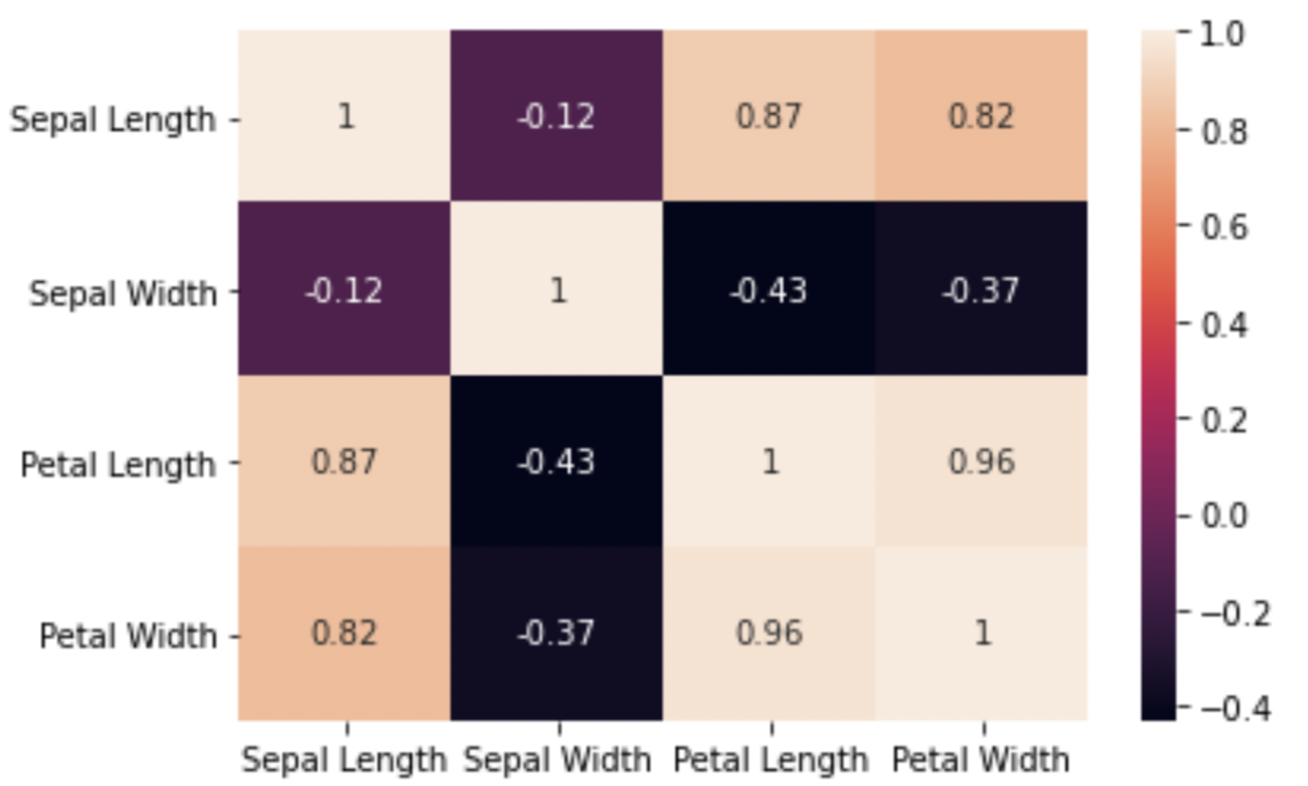 1.0
Sepal Length 1 -0.12 0.87 0.82
0.8
0.6
Sepal Width -0.12 1 -0.43 -0.37
0.4
0.2
Petal Length 0.87 -0.43 1 0.96
0.0
−0.2
Petal Width 0.82 -0.37 0.96 1
−0.4
Sepal Length Sepal Width Petal Length Petal Width